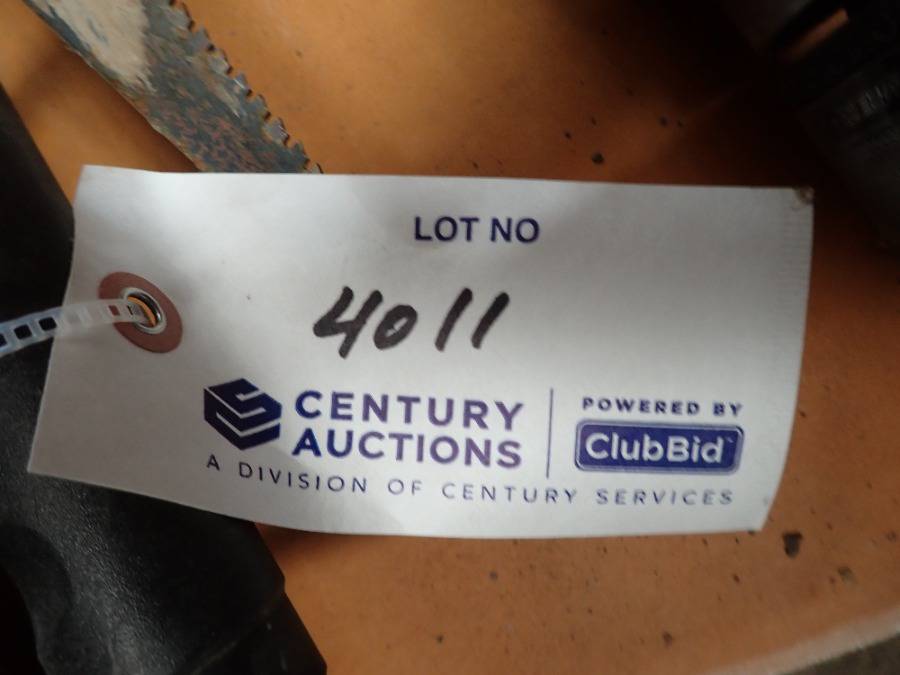 LOT NO
4011
CENTURY
AUCTIONS
A DIVISION OF CENTURY SERVICES
POWERED BY
ClubBid